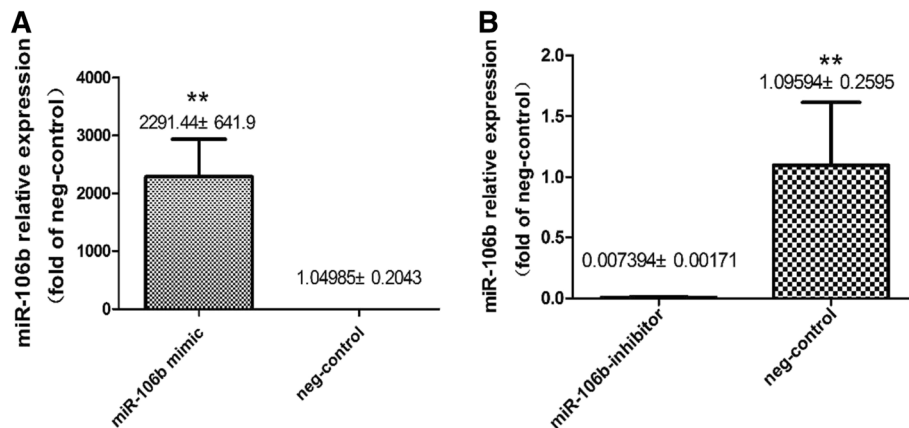 A
miR-106b relative expression
(fold of neg-control)
4000
3000
2000
1000
0
**
2291.44± 641.9
1.04985± 0.2043
miR-106b mimic
neg-control
B
miR-106b relative expression
(fold of neg-control)
2.0
1.5
1.0
0.5
0.0
**
1.09594± 0.2595
0.007394± 0.00171
miR-106b-inhibitor
neg-control